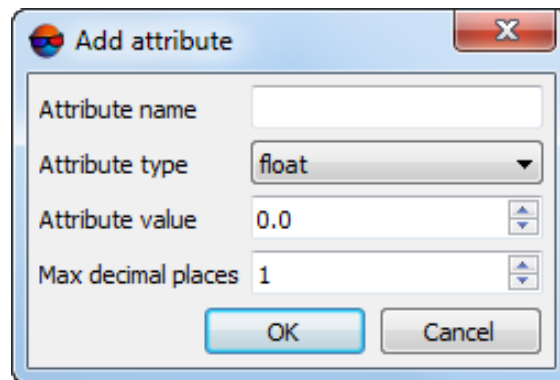 Add attribute
Attribute name
Attribute type float
Attribute value 0.0
Max decimal places 1
OK Cancel